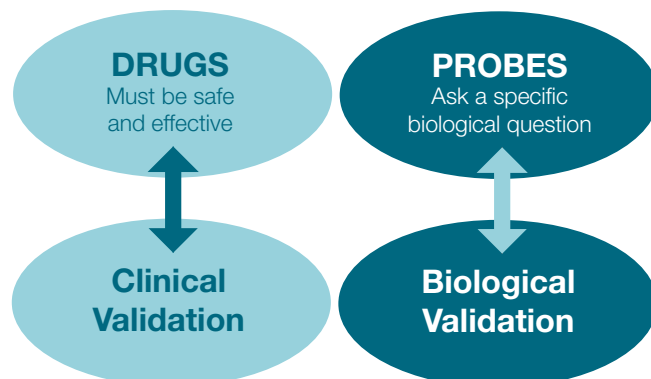 DRUGS
Must be safe
and effective
PROBES
Ask a specific
biological question
Clinical
Validation
Biological
Validation